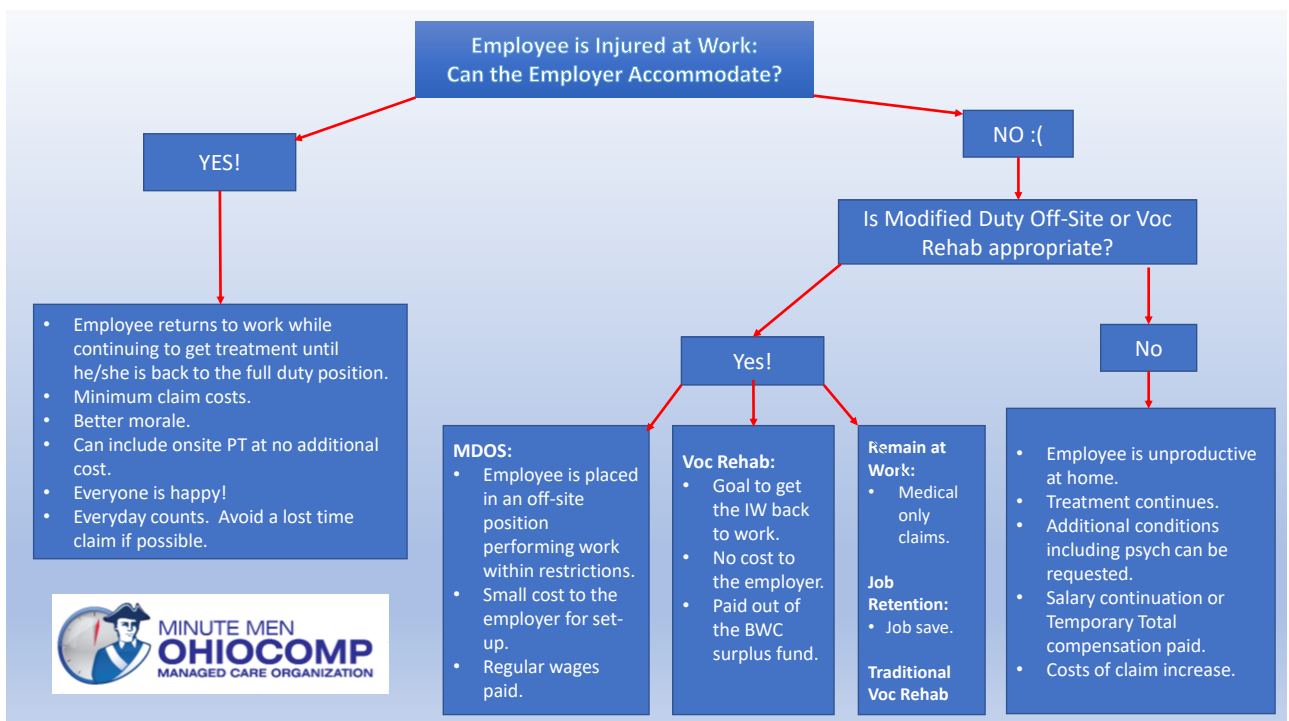 Employee is Injured at Work:
Can the Employer Accommodate?
YES!
NO :(
Is Modified Duty Off-Site or Voc
Rehab appropriate?
• Employee returns to work while
continuing to get treatment until
he/she is back to the full duty position.
• Minimum claim costs.
• Better morale.
• Can include onsite PT at no additional
cost.
• Everyone is happy!
• Everyday counts. Avoid a lost time
claim if possible.
Yes!
No
MDOS:
• Employee is placed
in an off-site
position
performing work
within restrictions.
• Small cost to the
employer for set-
up.
• Regular wages
paid.
Voc Rehab:
• Goal to get
the IW back
to work.
• No cost to
the employer.
• Paid out of
the BWC
surplus fund.
Remain at
Work:
• Medical
only
claims.
Job
Retention:
• Job save.
Traditional
Voc Rehab
• Employee is unproductive
at home.
• Treatment continues.
• Additional conditions
including psych can be
requested.
• Salary continuation or
Temporary Total
compensation paid.
• Costs of claim increase.
MINUTE MEN
OHIOCOMP
MANAGED CARE ORGANIZATION